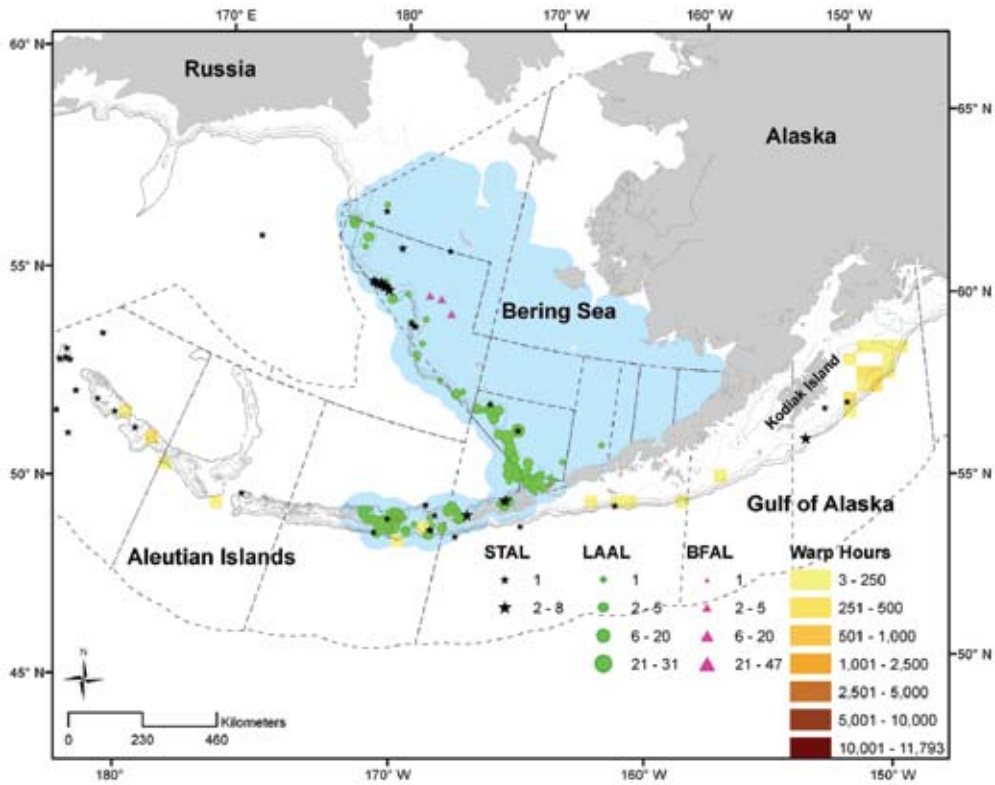 170° E
180°
170° W
160° W
150° W
60° N
Russia
65° N
Alaska
55° N
60° N
Bering Sea
Kodiak Island
50° N
55° N
Gulf of Alaska
Aleutian Islands
STAL
LAAL
BFAL
Warp Hours
1
1
1
3 - 250
2 - 8
2 - 5
2 - 5
251 - 500
6 - 20
6 - 20
501 - 1,000
21 - 31
21 - 47
1,001 - 2,500
2,501 - 5,000
5,001 - 10,000
10,001 - 11,793
50° N
45° N
N
Kilometers
0
230
460
180°
170° W
160° W
150° W